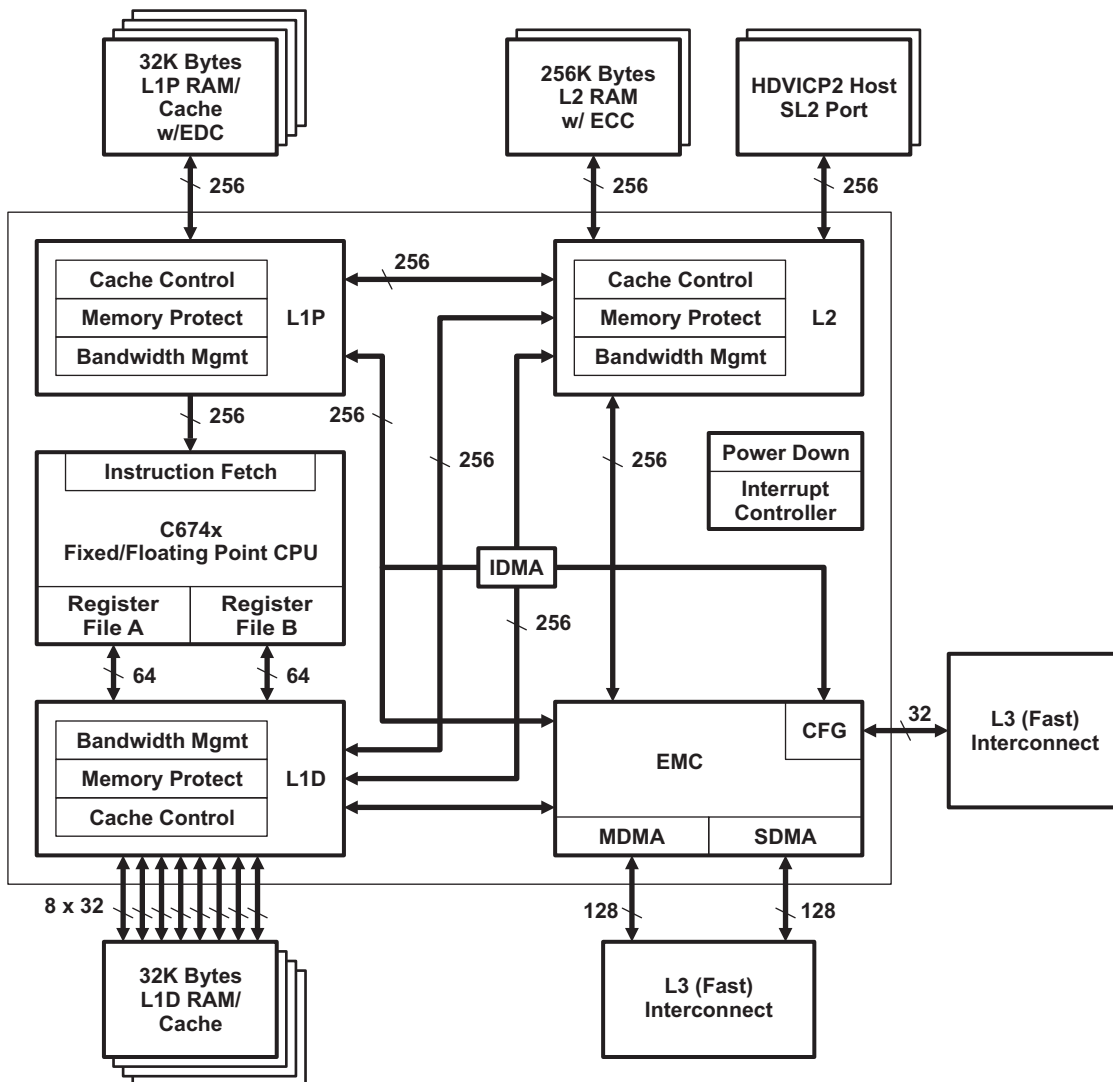 32K Bytes
L1P RAM/
Cache
w/EDC
256K Bytes
L2 RAM
w/ ECC
HDVICP2 Host
SL2 Port
256
256
256
Cache Control
Memory Protect
Bandwidth Mgmt
L1P
256
Cache Control
Memory Protect
Bandwidth Mgmt
L2
256
256
256
256
Power Down
Interrupt
Controller
Instruction Fetch
C674x
Fixed/Floating Point CPU
Register
File A
Register
File B
IDMA
256
64
64
Bandwidth Mgmt
Memory Protect
Cache Control
L1D
EMC
CFG
32
L3 (Fast)
Interconnect
MDMA
SDMA
8 x 32
128
128
32K Bytes
L1D RAM/
Cache
L3 (Fast)
Interconnect